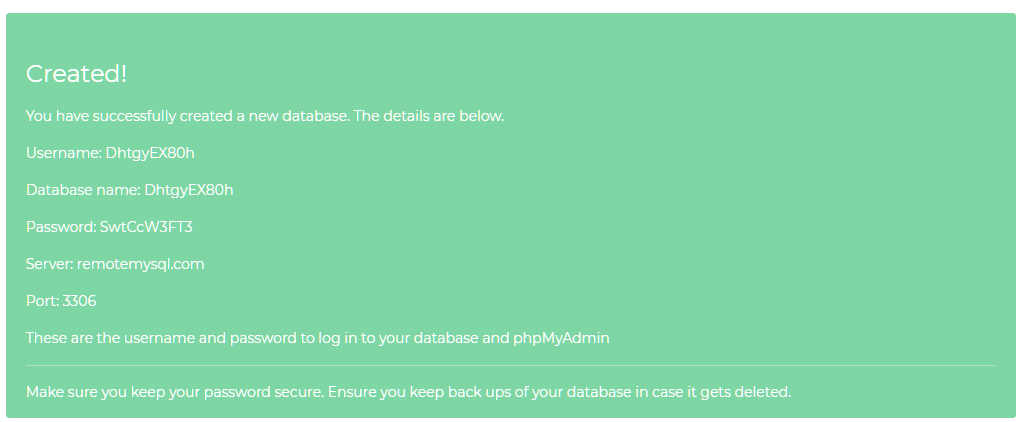 Created!
You have successfully created a new database. The details are below.
Username: DhtgyEX80h
Database name: DhtgyEX80h
Password: SwtCcW3FT3
Server: remotemysql.com
Port: 3306
These are the username and password to log in to your database and phpMyAdmin
Make sure you keep your password secure. Ensure you keep back ups of your database in case it gets deleted.